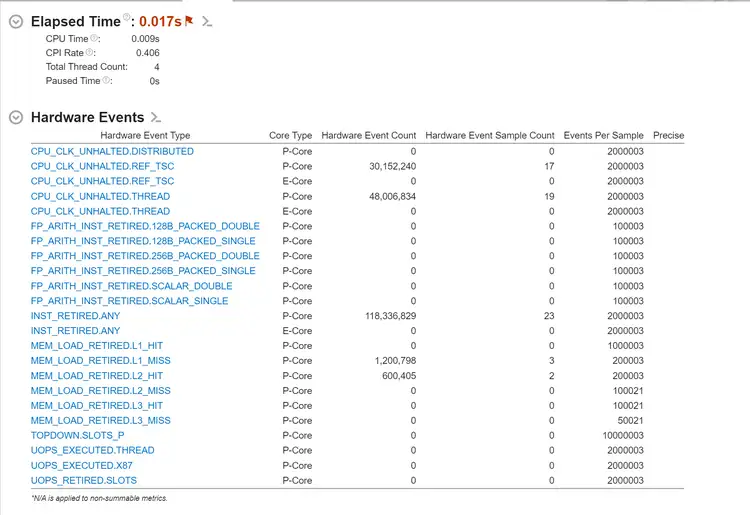 Elapsed Time ?: 0.017s
CPU Time ?: 0.009s
CPI Rate ?: 0.406
Total Thread Count: 4
Paused Time ?: 0s
Hardware Events
Hardware Event Type Core Type Hardware Event Count Hardware Event Sample Count Events Per Sample Precise
CPU_CLK_UNHALTED.DISTRIBUTED P-Core 0 0 2000003
CPU_CLK_UNHALTED.REF_TSC P-Core 30,152,240 17 2000003
CPU_CLK_UNHALTED.REF_TSC E-Core 0 0 2000003
CPU_CLK_UNHALTED.THREAD P-Core 48,006,834 19 2000003
CPU_CLK_UNHALTED.THREAD E-Core 0 0 2000003
FP_ARITH_INST_RETIRED.128B_PACKED_DOUBLE P-Core 0 0 100003
FP_ARITH_INST_RETIRED.128B_PACKED_SINGLE P-Core 0 0 100003
FP_ARITH_INST_RETIRED.256B_PACKED_DOUBLE P-Core 0 0 100003
FP_ARITH_INST_RETIRED.256B_PACKED_SINGLE P-Core 0 0 100003
FP_ARITH_INST_RETIRED.SCALAR_DOUBLE P-Core 0 0 100003
FP_ARITH_INST_RETIRED.SCALAR_SINGLE P-Core 0 0 100003
INST_RETIRED.ANY P-Core 118,336,829 23 2000003
INST_RETIRED.ANY E-Core 0 0 2000003
MEM_LOAD_RETIRED.L1_HIT P-Core 0 0 1000003
MEM_LOAD_RETIRED.L1_MISS P-Core 1,200,798 3 200003
MEM_LOAD_RETIRED.L2_HIT P-Core 600,405 2 200003
MEM_LOAD_RETIRED.L2_MISS P-Core 0 0 100021
MEM_LOAD_RETIRED.L3_HIT P-Core 0 0 100021
MEM_LOAD_RETIRED.L3_MISS P-Core 0 0 50021
TOPDOWN.SLOTS_P P-Core 0 0 10000003
UOPS_EXECUTED.THREAD P-Core 0 0 2000003
UOPS_EXECUTED.X87 P-Core 0 0 2000003
UOPS_RETIRED.SLOTS P-Core 0 0 2000003
*N/A is applied to non-summable metrics.